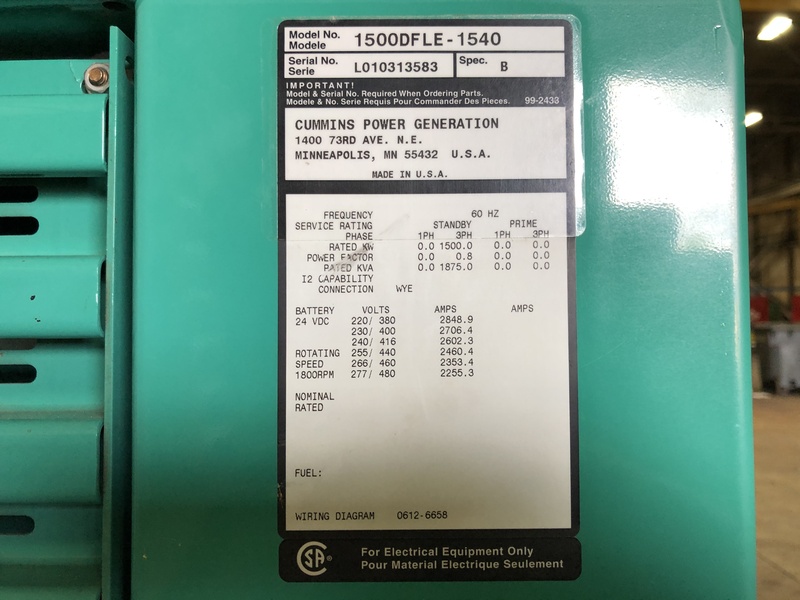 Model No. 1500DFLE-1540
Modele
Serial No. L010313583 Spec. B
Serie
IMPORTANT!
Model & Serial No. Required When Ordering Parts.
Modele & No. Serie Requis Pour Commander Des Pieces. 99-2433
CUMMINS POWER GENERATION
1400 73RD AVE. N.E.
MINNEAPOLIS, MN 55432 U.S.A.
MADE IN U.S.A.
FREQUENCY 60 HZ
SERVICE RATING STANDBY PRIME
PHASE 1PH 3PH 1PH 3PH
RATED KW 0.0 1500.0 0.0 0.0
POWER FACTOR 0.0 0.8 0.0 0.0
RATED KVA 0.0 1875.0 0.0 0.0
I2 CAPABILITY
CONNECTION WYE
BATTERY VOLTS AMPS AMPS
24 VDC 220/ 380 2848.9
230/ 400 2706.4
240/ 416 2602.3
ROTATING 255/ 440 2460.4
SPEED 266/ 460 2353.4
1800RPM 277/ 480 2255.3
NOMINAL
RATED
FUEL:
WIRING DIAGRAM 0612-6658
CSA ®
For Electrical Equipment Only
Pour Material Electrique Seulement